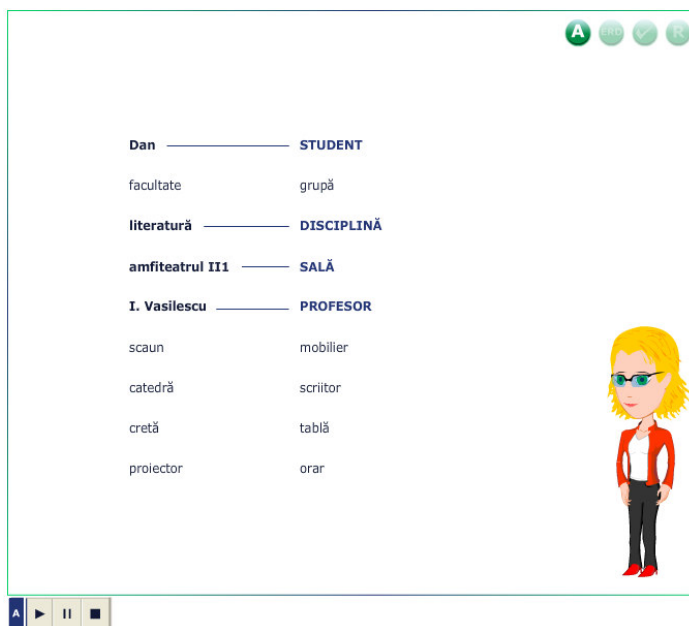 A ERD R
Dan STUDENT
facultate grupă
literatură DISCIPLINĂ
amfiteatrul II1 SALĂ
I. Vasilescu PROFESOR
scaun mobilier
catedră scriitor
cretă tablă
proiector orar
A